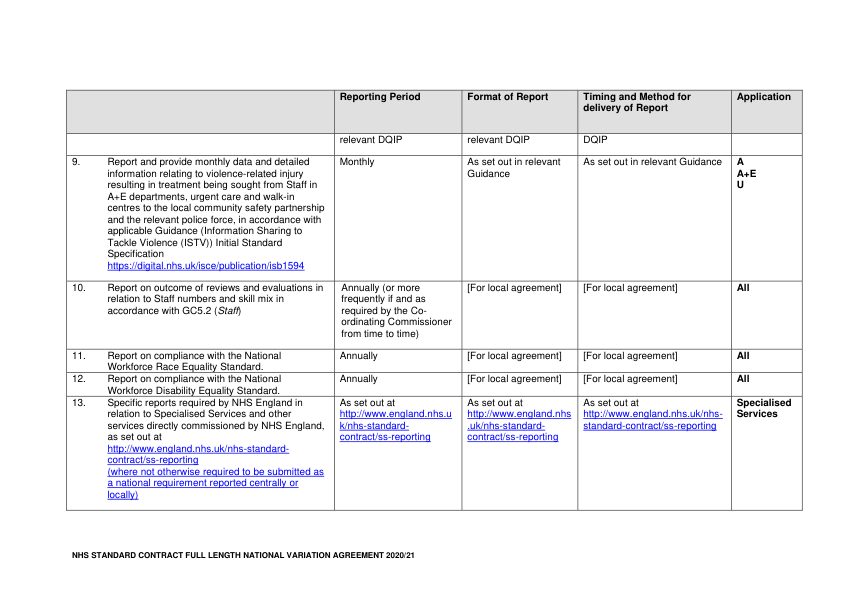 Reporting Period
Format of Report
Timing and Method for
delivery of Report
Application
relevant DQIP
relevant DQIP
DQIP
9.
Report and provide monthly data and detailed
information relating to violence-related injury
resulting in treatment being sought from Staff in
A+E departments, urgent care and walk-in
centres to the local community safety partnership
and the relevant police force, in accordance with
applicable Guidance (Information Sharing to
Tackle Violence (ISTV)) Initial Standard
Specification
https://digital.nhs.uk/isce/publication/isb1594
Monthly
As set out in relevant
Guidance
As set out in relevant Guidance
A
A+E
U
10.
Report on outcome of reviews and evaluations in
relation to Staff numbers and skill mix in
accordance with GC5.2 (Staff)
Annually (or more
frequently if and as
required by the Co-
ordinating Commissioner
from time to time)
[For local agreement]
[For local agreement]
All
11.
Report on compliance with the National
Workforce Race Equality Standard.
Annually
[For local agreement]
[For local agreement]
All
12.
Report on compliance with the National
Workforce Disability Equality Standard.
Annually
[For local agreement]
[For local agreement]
All
13.
Specific reports required by NHS England in
relation to Specialised Services and other
services directly commissioned by NHS England,
as set out at
http://www.england.nhs.uk/nhs-standard-
contract/ss-reporting
(where not otherwise required to be submitted as
a national requirement reported centrally or
locally)
As set out at
http://www.england.nhs.u
k/nhs-standard-
contract/ss-reporting
As set out at
http://www.england.nhs
.uk/nhs-standard-
contract/ss-reporting
As set out at
http://www.england.nhs.uk/nhs-
standard-contract/ss-reporting
Specialised
Services
NHS STANDARD CONTRACT FULL LENGTH NATIONAL VARIATION AGREEMENT 2020/21